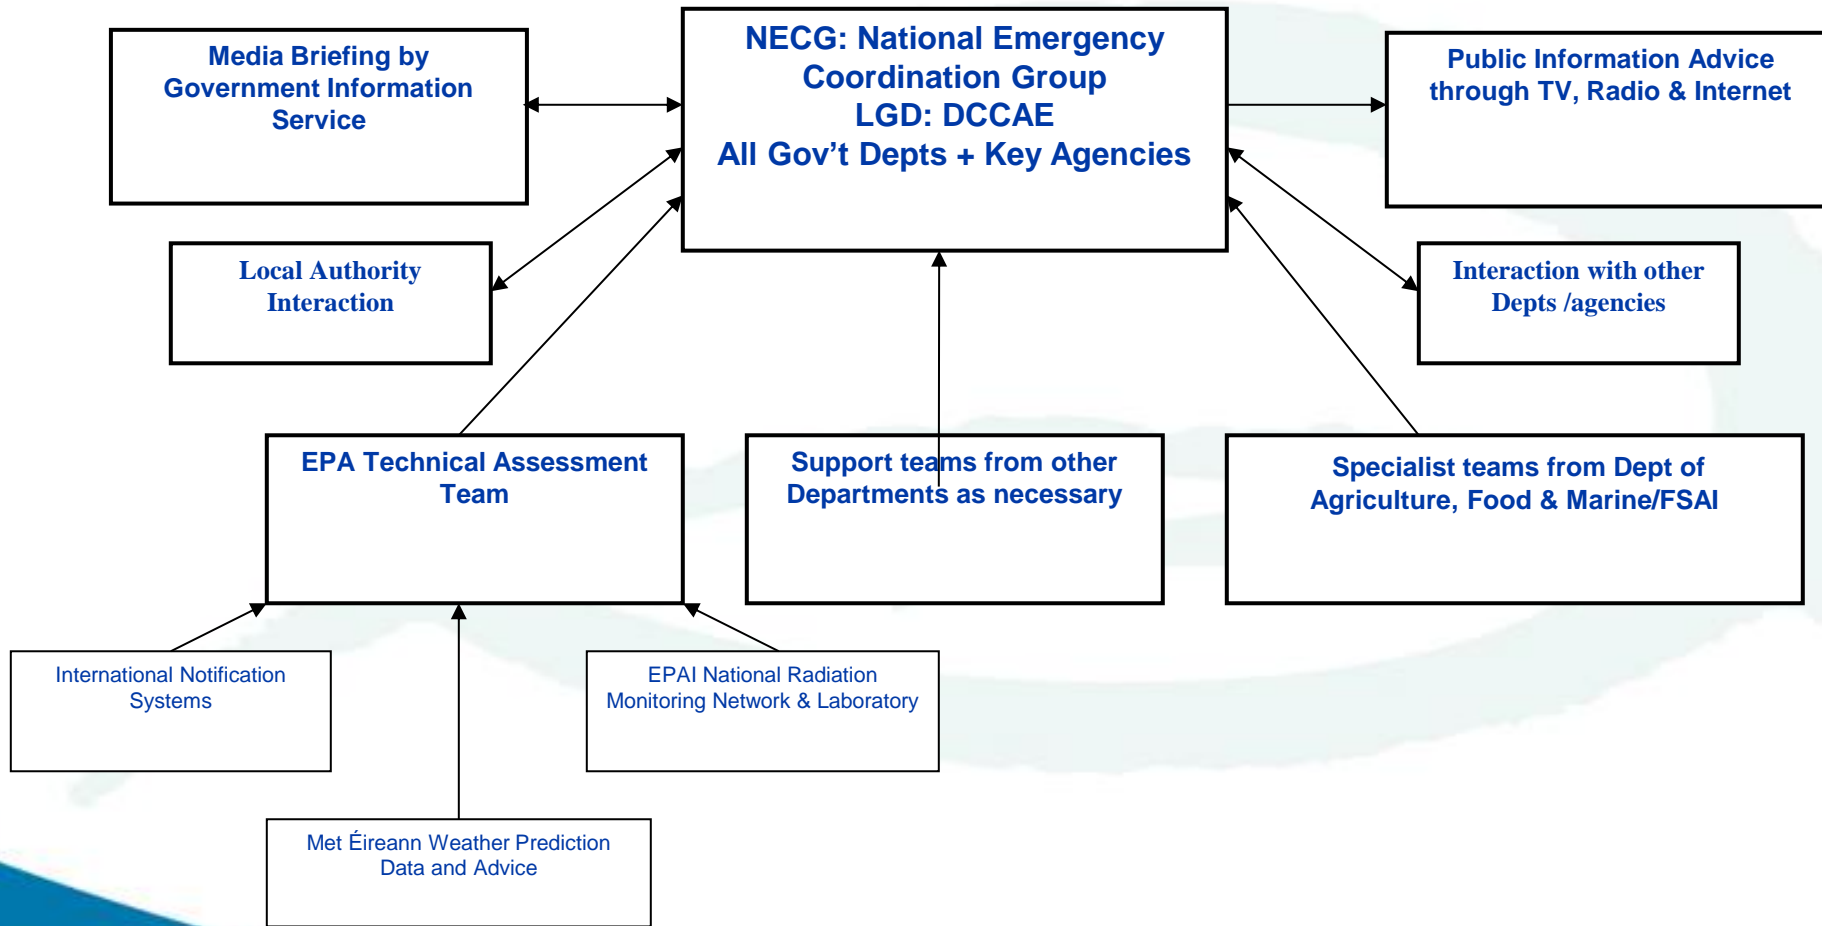 Media Briefing by
Government Information
Service
NECG: National Emergency
Coordination Group
LGD: DCCAE
All Gov’t Depts + Key Agencies
Public Information Advice
through TV, Radio & Internet
Local Authority
Interaction
Interaction with other
Depts /agencies
EPA Technical Assessment
Team
Support teams from other
Departments as necessary
Specialist teams from Dept of
Agriculture, Food & Marine/FSAI
International Notification
Systems
EPAI National Radiation
Monitoring Network & Laboratory
Met Éireann Weather Prediction
Data and Advice